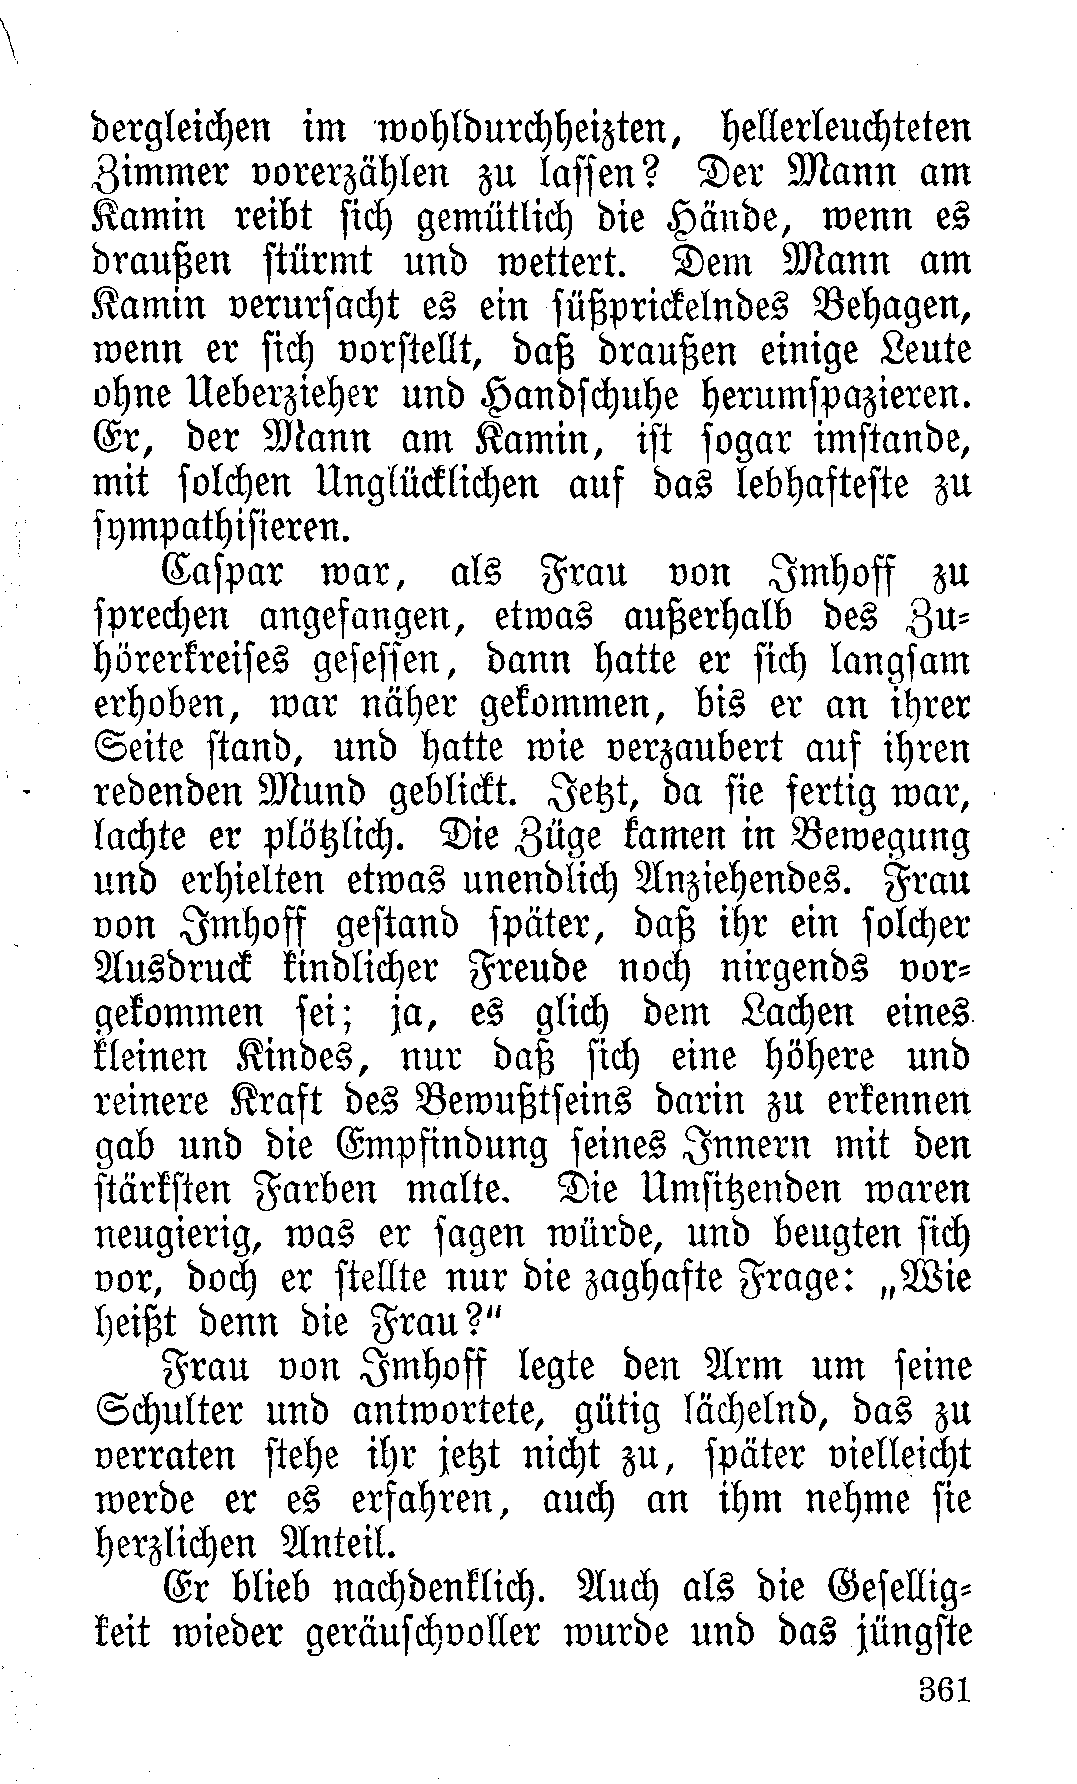 dergleichen im wohldurchheizten, hellerleuchteten
Zimmer vorerzählen zu lassen? Der Mann am
Kamin reibt sich gemütlich die Hände, wenn es
draußen stürmt und wettert. Dem Mann am
Kamin verursacht es ein süßprickelndes Behagen,
wenn er sich vorstellt, daß draußen einige Leute
ohne Ueberzieher und Handschuhe herumspazieren.
Er, der Mann am Kamin, ist sogar imstande,
mit solchen Unglücklichen auf das lebhafteste zu
sympathisieren.
Caspar war, als Frau von Imhoff zu
sprechen angefangen, etwas außerhalb des Zu-
hörerkreises gesessen, dann hatte er sich langsam
erhoben, war näher gekommen, bis er an ihrer
Seite stand, und hatte wie verzaubert auf ihren
redenden Mund geblickt. Jetzt, da sie fertig war,
lachte er plötzlich. Die Züge kamen in Bewegung
und erhielten etwas unendlich Anziehendes. Frau
von Imhoff gestand später, daß ihr ein solcher
Ausdruck kindlicher Freude noch nirgends vor-
gekommen sei; ja, es glich dem Lachen eines
kleinen Kindes, nur daß sich eine höhere und
reinere Kraft des Bewußtseins darin zu erkennen
gab und die Empfindung seines Innern mit den
stärksten Farben malte. Die Umsitzenden waren
neugierig, was er sagen würde, und beugten sich
vor, doch er stellte nur die zaghafte Frage: „Wie
heißt denn die Frau?“
Frau von Imhoff legte den Arm um seine
Schulter und antwortete, gütig lächelnd, das zu
verraten stehe ihr jetzt nicht zu, später vielleicht
werde er es erfahren, auch an ihm nehme sie
herzlichen Anteil.
Er blieb nachdenklich. Auch als die Gesellig-
keit wieder geräuschvoller wurde und das jüngste
361